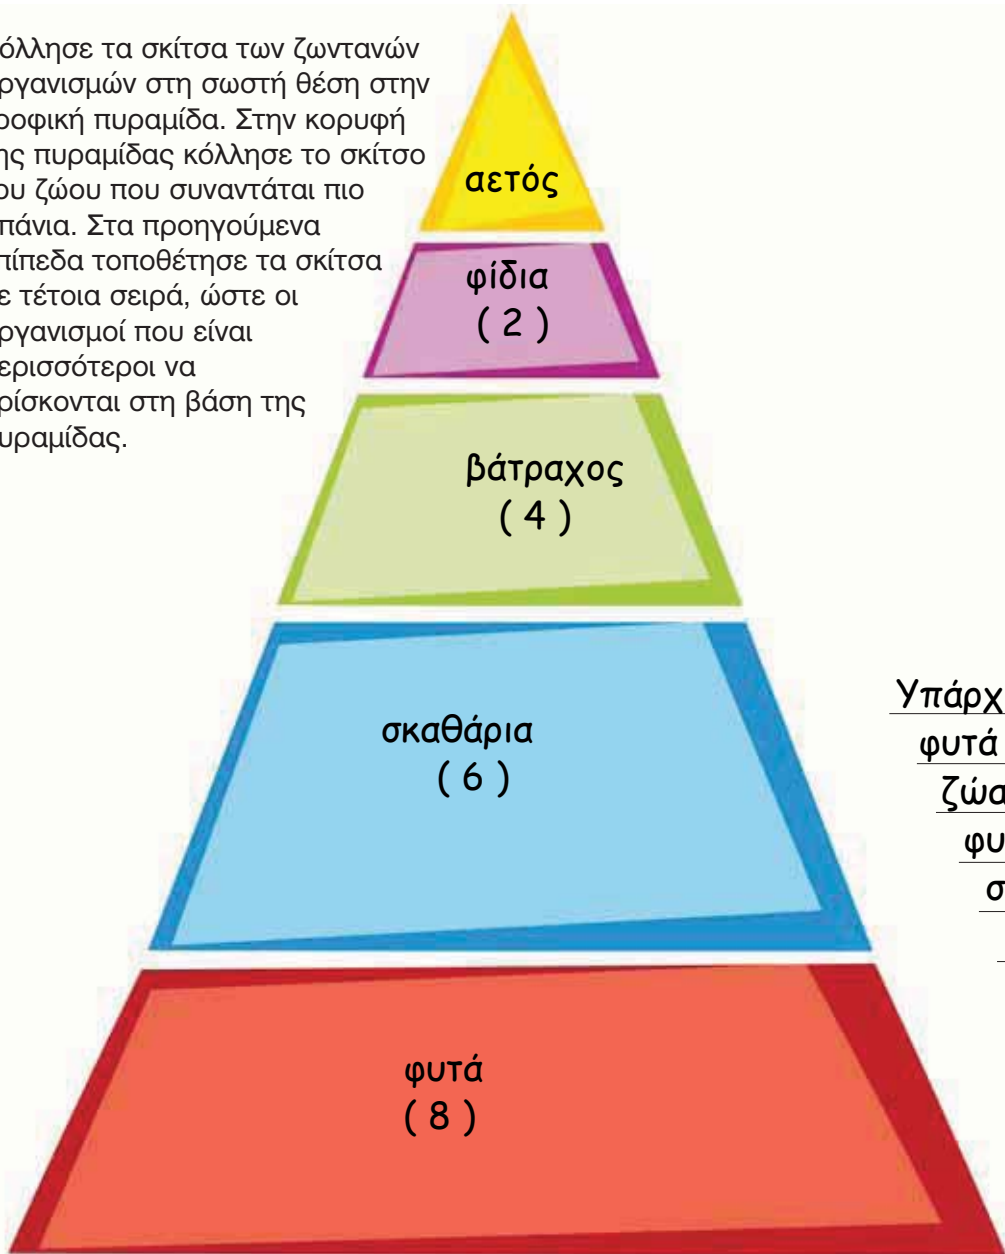 όλλησε τα σκίτσα των ζωντανών
ργανισμών στη σωστή θέση στην
ροφική πυραμίδα. Στην κορυφή
ης πυραμίδας κόλλησε το σκίτσο
ου ζώου που συναντάται πιο
πάνια. Στα προηγούμενα
πίπεδα τοποθέτησε τα σκίτσα
ε τέτοια σειρά, ώστε οι
ργανισμοί που είναι
ερισσότεροι να
ρίσκονται στη βάση της
υραμίδας.
αετός
φίδια
( 2 )
βάτραχος
( 4 )
σκαθάρια
( 6 )
φυτά
( 8 )
Υπάρχ
φυτά
ζώα
φυ
σ